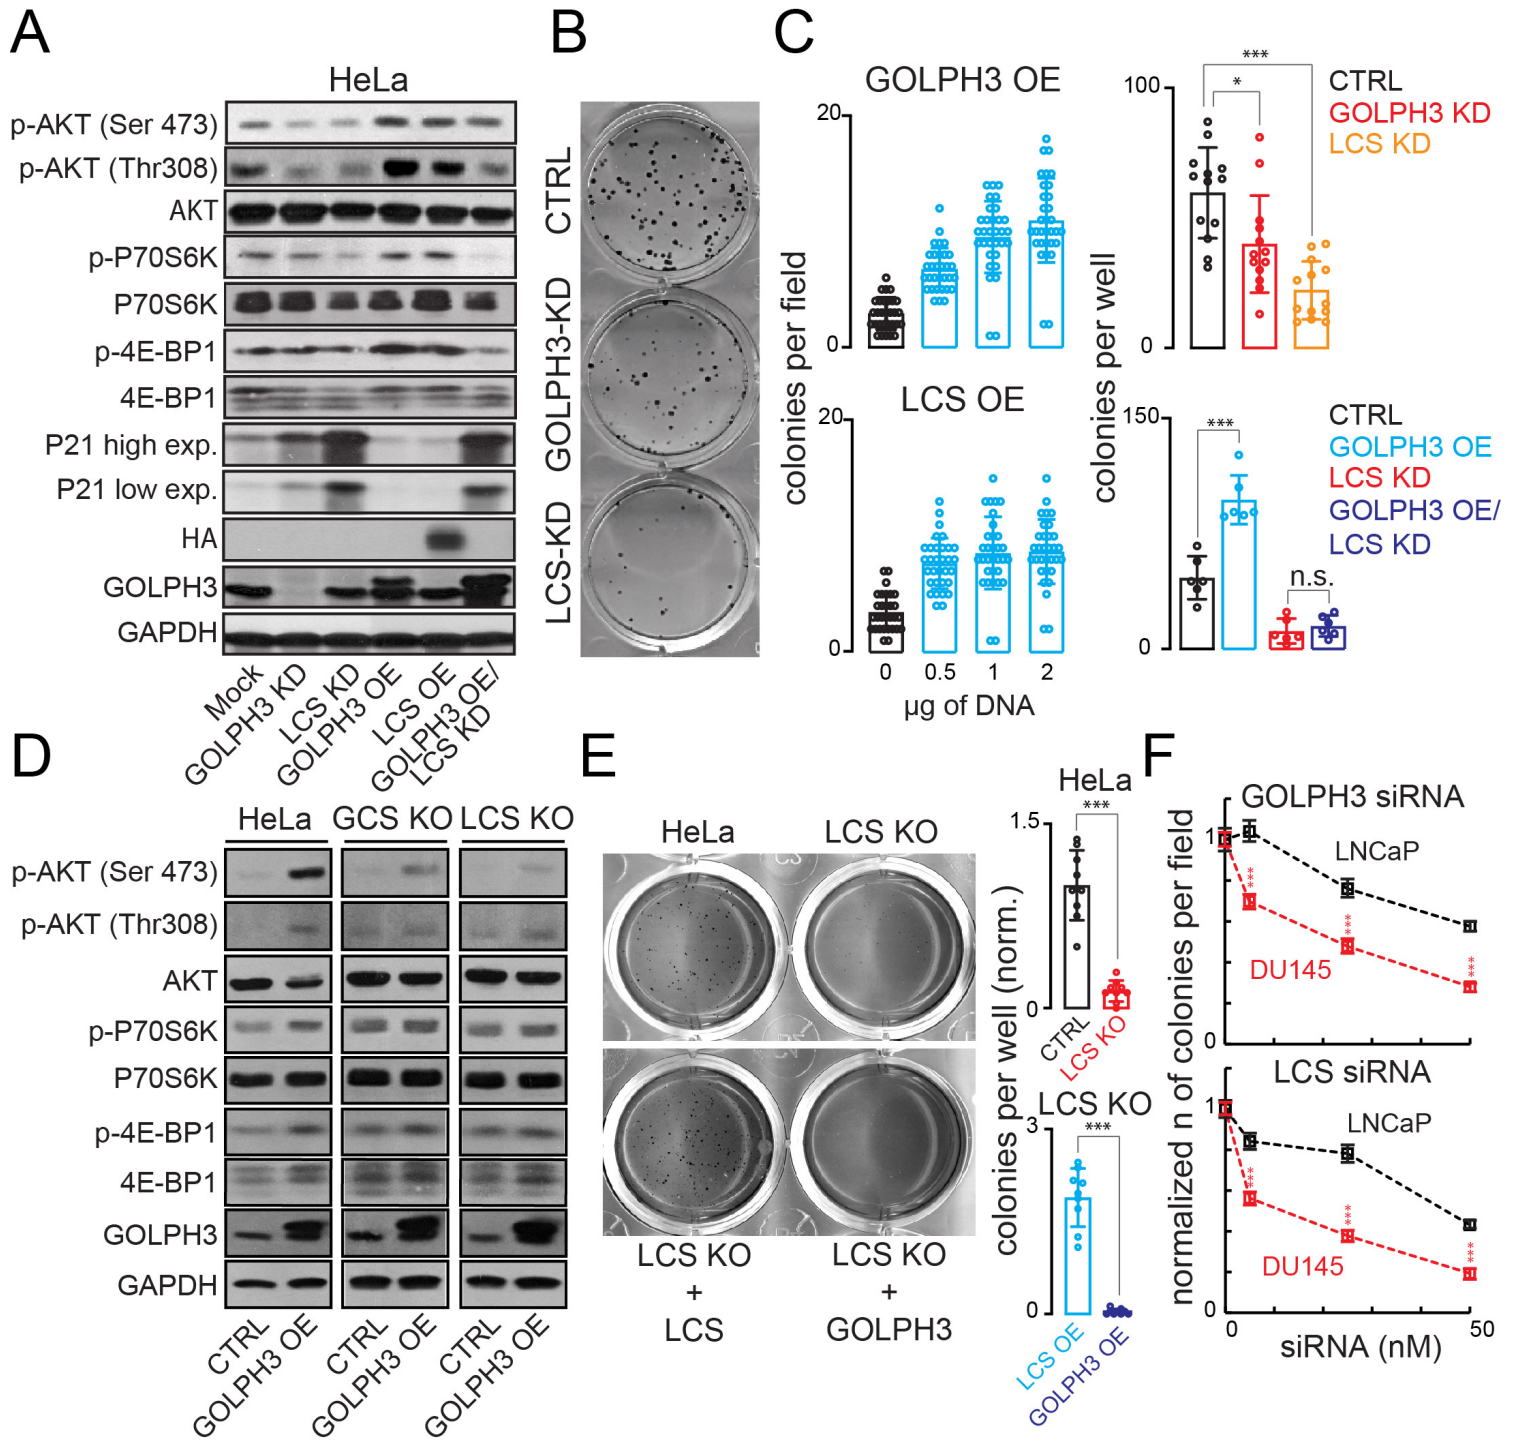 A
HeLa
p-AKT (Ser 473)
p-AKT (Thr308)
AKT
p-P70S6K
P70S6K
p-4E-BP1
4E-BP1
P21 high exp.
P21 low exp.
HA
GOLPH3
GAPDH
Mock
GOLPH3 KD
LCS KD
GOLPH3 OE
LCS OE
GOLPH3 OE/
LCS KD
B
CTRL
GOLPH3-KD
LCS-KD
C
GOLPH3 OE
colonies per field
20
0
LCS OE
20
0
0 0.5 1 2
µg of DNA
colonies per well
100
0
***
*
CTRL
GOLPH3 KD
LCS KD
150
0
***
n.s.
CTRL
GOLPH3 OE
LCS KD
GOLPH3 OE/
LCS KD
D
HeLa GCS KO LCS KO
p-AKT (Ser 473)
p-AKT (Thr308)
AKT
p-P70S6K
P70S6K
p-4E-BP1
4E-BP1
GOLPH3
GAPDH
CTRL
GOLPH3 OE
CTRL
GOLPH3 OE
CTRL
GOLPH3 OE
E
HeLa LCS KO
LCS KO
+
LCS
LCS KO
+
GOLPH3
colonies per well (norm.)
HeLa
***
1.5
0
CTRL
LCS KO
LCS KO
***
3
0
LCS OE
GOLPH3 OE
F
normalized n of colonies per field
GOLPH3 siRNA
1
0
LNCaP
DU145
***
***
***
LCS siRNA
1
0
LNCaP
DU145
***
***
***
0 50
siRNA (nM)